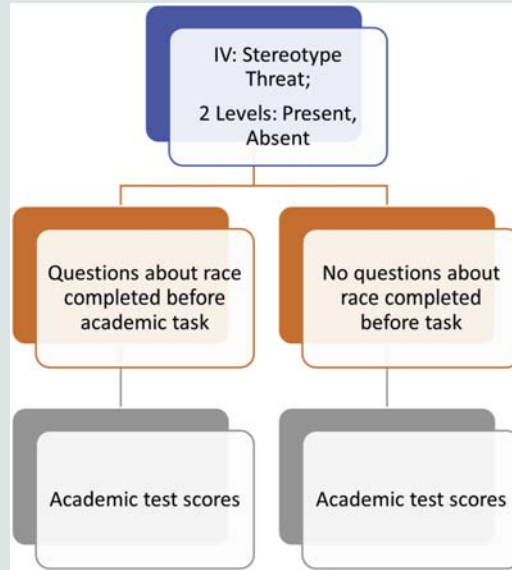 IV: Stereotype
Threat;
2 Levels: Present,
Absent
Questions about race
completed before
academic task
No questions about
race completed
before task
Academic test scores
Academic test scores